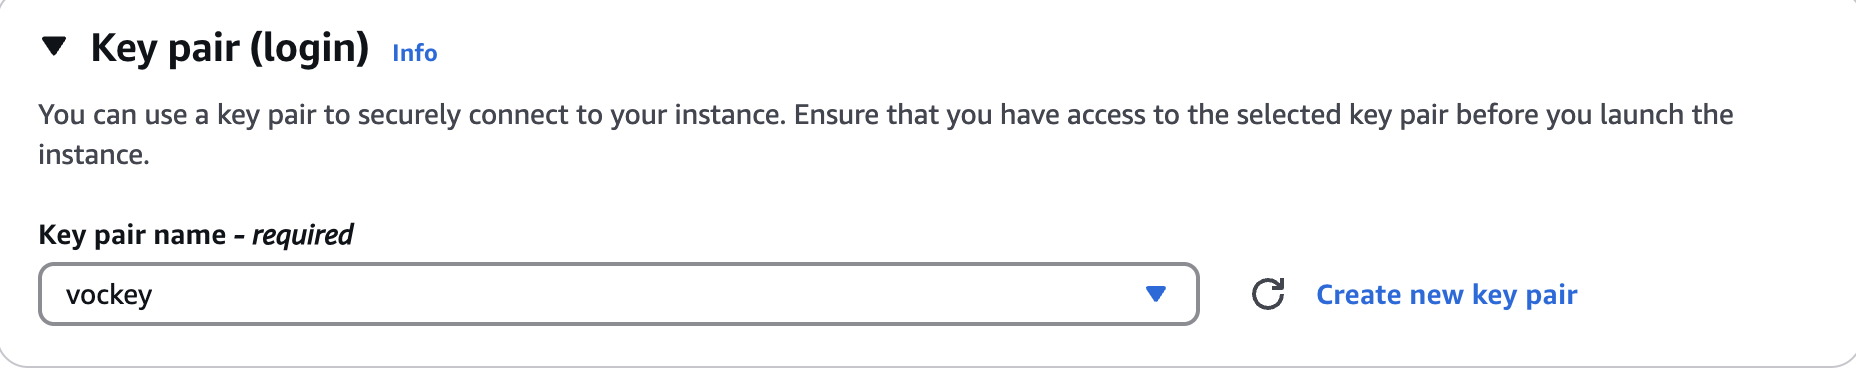 Key pair (login) Info
You can use a key pair to securely connect to your instance. Ensure that you have access to the selected key pair before you launch the
instance.
Key pair name - required
vockey
Create new key pair